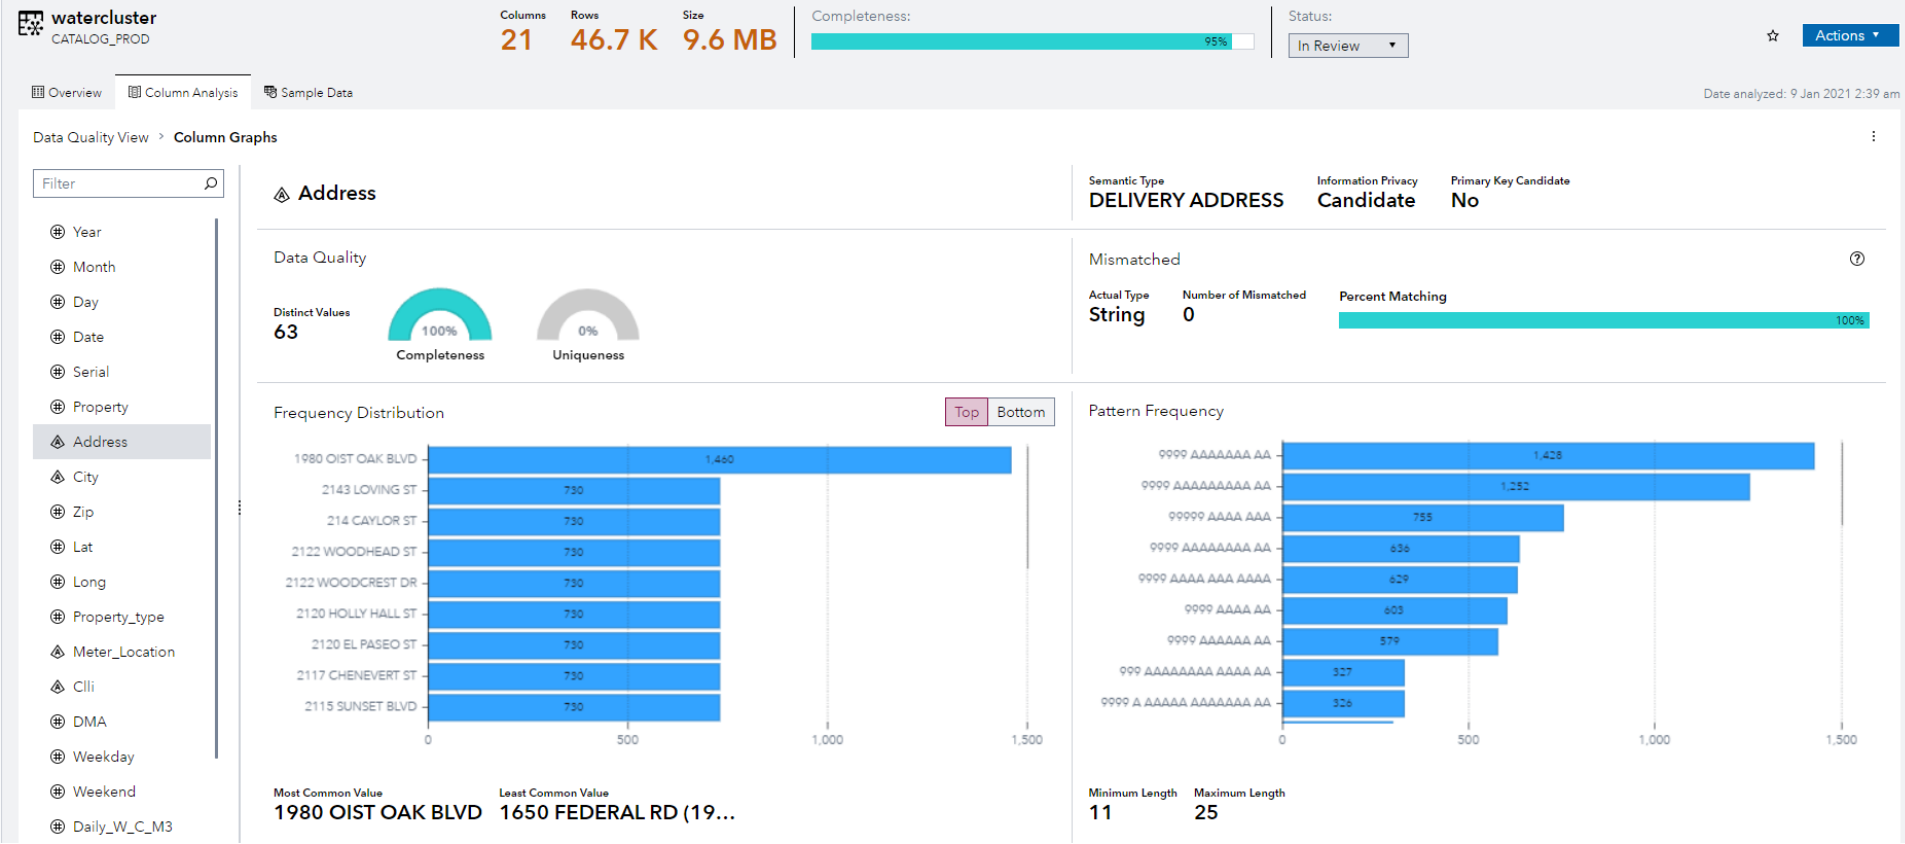 watercluster
CATALOG_PROD
Columns
21
Rows
46.7 K
Size
9.6 MB
Completeness:
95%
Status:
In Review
Actions
Overview
Column Analysis
Sample Data
Date analyzed: 9 Jan 2021 2:39 am
Data Quality View > Column Graphs
Filter
Year
Month
Day
Date
Serial
Property
Address
City
Zip
Lat
Long
Property_type
Meter_Location
Clli
DMA
Weekday
Weekend
Daily_W_C_M3
Address
Semantic Type
DELIVERY ADDRESS
Information Privacy
Candidate
Primary Key Candidate
No
Data Quality
Distinct Values
63
100%
Completeness
0%
Uniqueness
Mismatched
Actual Type
String
Number of Mismatched
0
Percent Matching
100%
Frequency Distribution
Top
Bottom
1980 OIST OAK BLVD 1,460
2143 LOVING ST 730
214 CAYLOR ST 730
2122 WOODHEAD ST 730
2122 WOODCREST DR 730
2120 HOLLY HALL ST 730
2120 EL PASEO ST 730
2117 CHENEVERT ST 730
2115 SUNSET BLVD 730
0 500 1,000 1,500
Most Common Value
1980 OIST OAK BLVD
Least Common Value
1650 FEDERAL RD (19...
Pattern Frequency
9999 AAAAAAA AA 1,428
9999 AAAAAAAAA AA 1,252
99999 AAAA AAA 755
9999 AAAAAAAA AA 636
9999 AAAA AAA AAAA 629
9999 AAAA AA 603
9999 AAAAAA AA 579
999 AAAAAAAA AAAA AA 327
9999 A AAAAA AAAAAAA AA 326
0 500 1,000 1,500
Minimum Length
11
Maximum Length
25